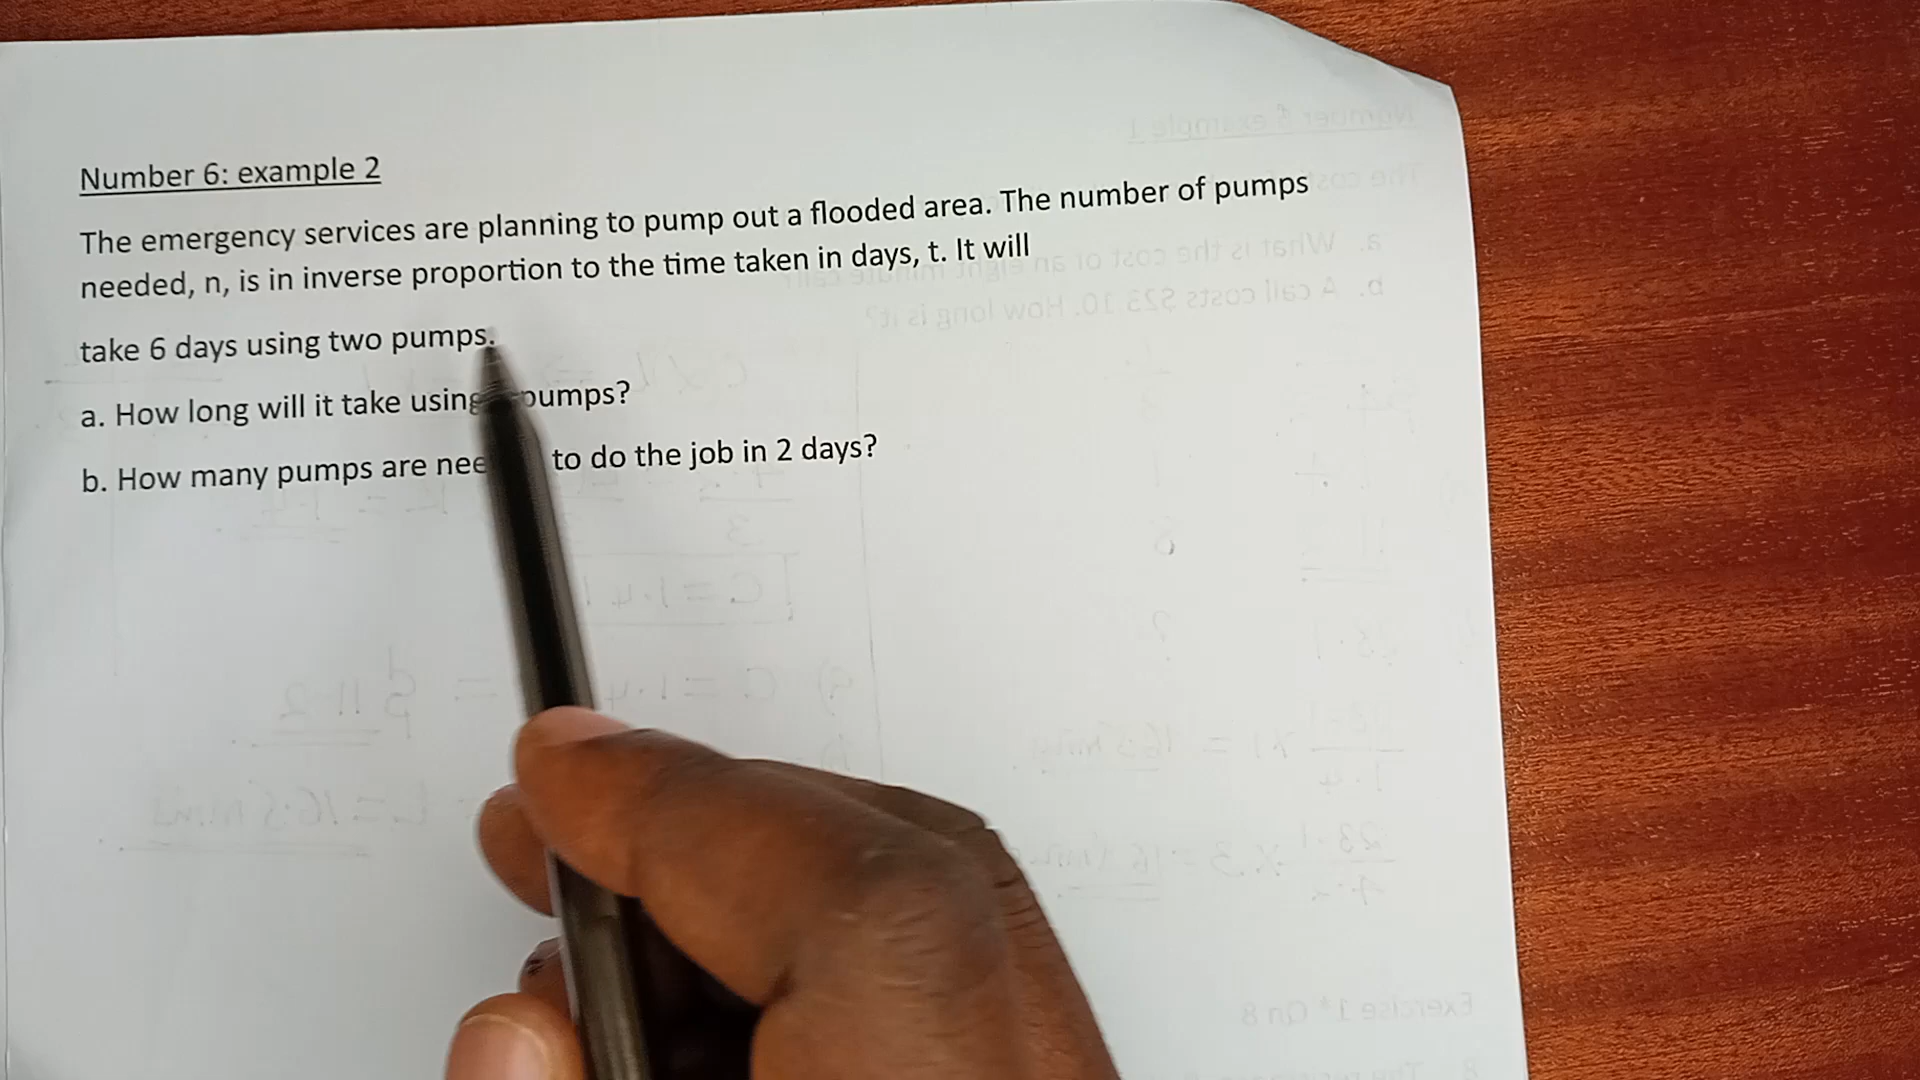 Number 6: example 2
The emergency services are planning to pump out a flooded area. The number of pumps
needed, n, is in inverse proportion to the time taken in days, t. It will
take 6 days using two pumps.
a. How long will it take using pumps?
b. How many pumps are to do the job in 2 days?